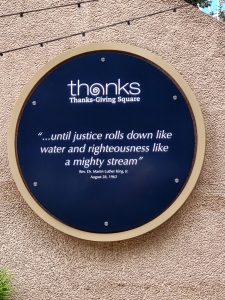 thanks
Thanks-Giving Square
"...until justice rolls down like
water and righteousness like
a mighty stream"
Rev. Dr. Martin Luther King, Jr.
August 28, 1963